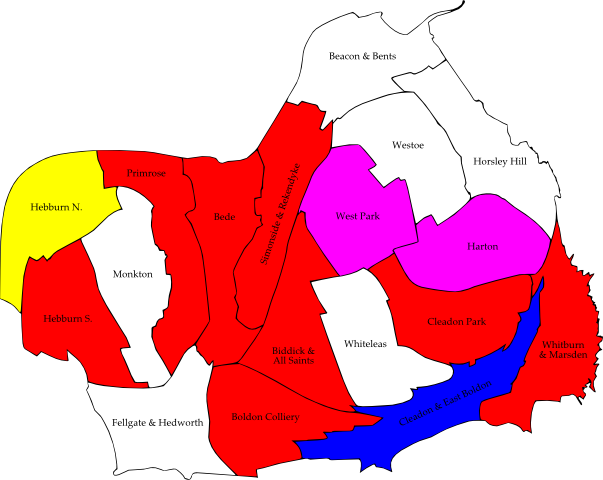 Beacon & Bents
Westoe
Horsley Hill
Primrose
Simonside & Rekendyke
Hebburn N.
Bede
West Park
Harton
Monkton
Hebburn S.
Cleadon Park
Whiteleas
Whitburn
& Marsden
Biddick &
All Saints
Cleadon & East Boldon
Boldon Colliery
Fellgate & Hedworth